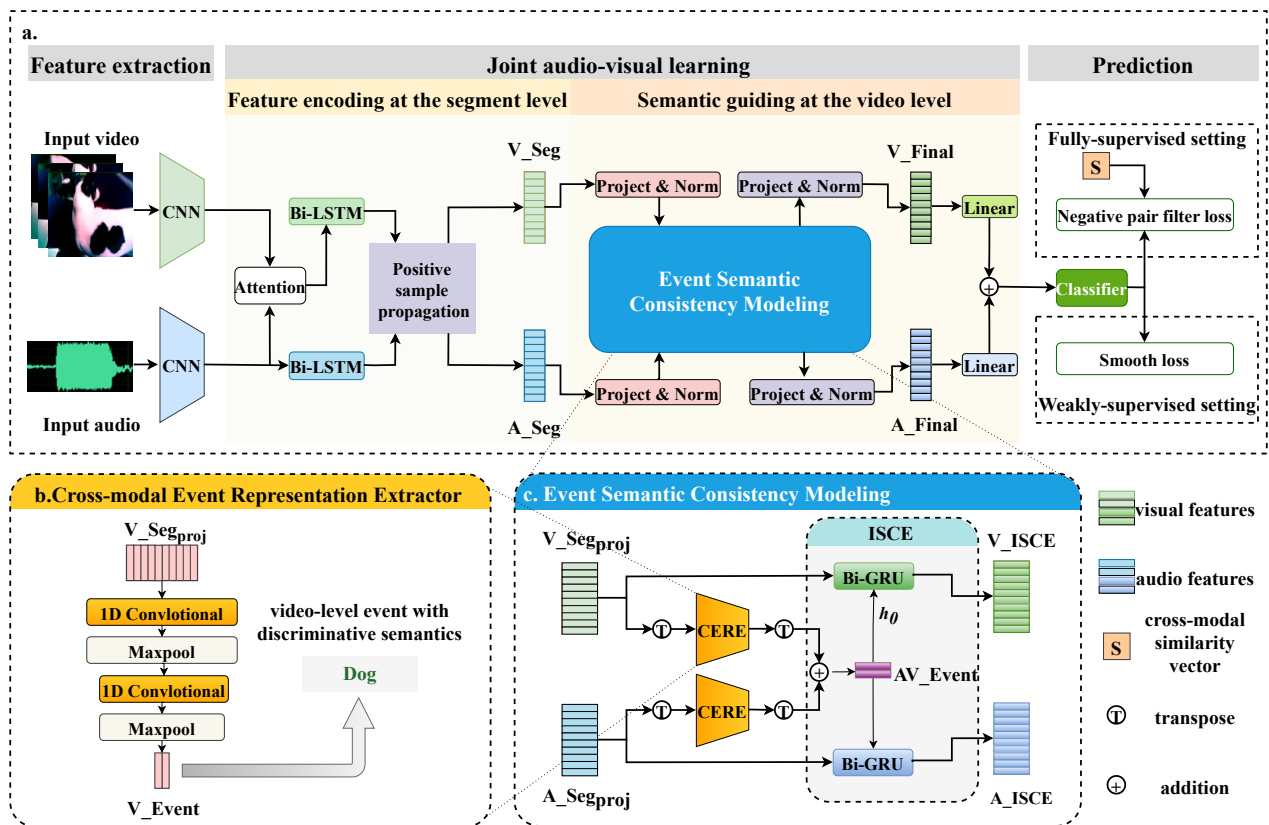 a.
Feature extraction
Joint audio-visual learning
Prediction
Feature encoding at the segment level
Semantic guiding at the video level
Input video
CNN
Bi-LSTM
Attention
Positive
sample
propagation
CNN
Bi-LSTM
Input audio
V_Seg
A_Seg
Project & Norm
Project & Norm
Event Semantic
Consistency Modeling
Project & Norm
Project & Norm
V_Final
A_Final
Linear
+
Linear
Classifier
Fully-supervised setting
S
Negative pair filter loss
Smooth loss
Weakly-supervised setting
b.Cross-modal Event Representation Extractor
V_Segproj
1D Convlotional
Maxpool
1D Convlotional
Maxpool
V_Event
video-level event with
discriminative semantics
Dog
c. Event Semantic Consistency Modeling
V_Segproj
T
CERE
T
+
T
CERE
T
A_Segproj
ISCE
Bi-GRU
h0
AV_Event
Bi-GRU
V_ISCE
A_ISCE
visual features
audio features
S
cross-modal
similarity
vector
T
transpose
+
addition